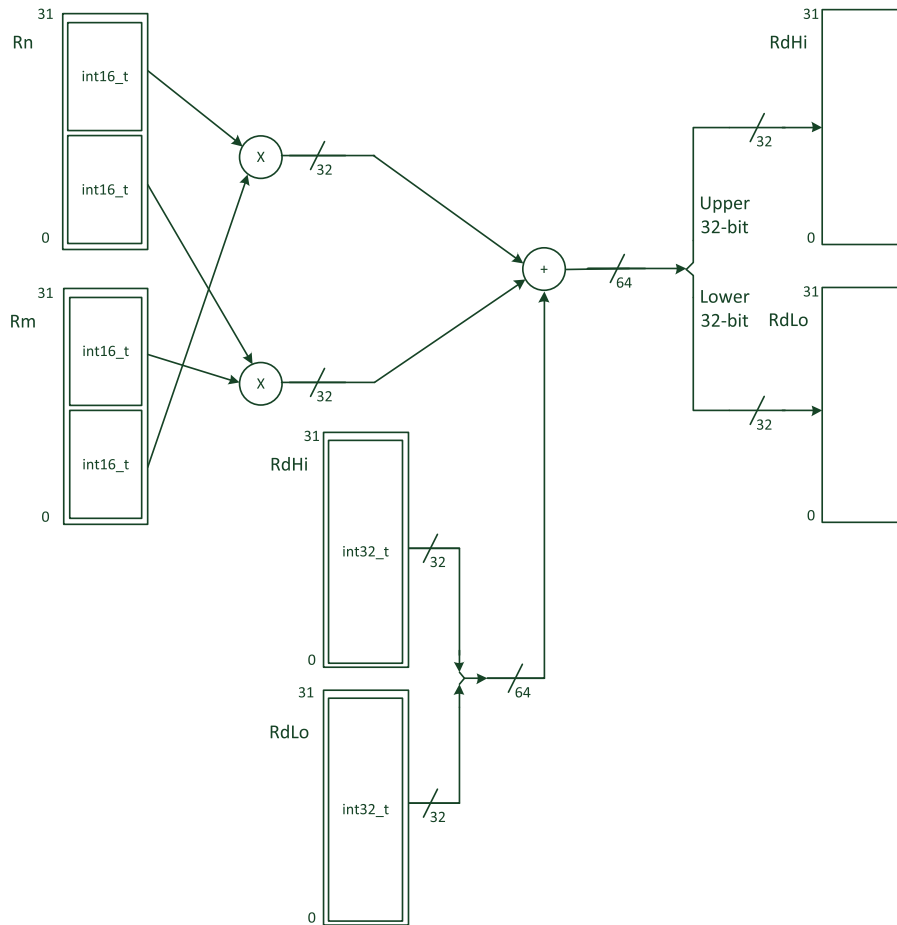 31
Rn
int16_t
int16_t
0
31
Rm
int16_t
int16_t
0
X
32
X
32
31
RdHi
int32_t
32
0
31
RdLo
int32_t
32
0
64
+
64
Upper
32-bit
Lower
32-bit
31
RdHi
32
0
31
RdLo
32
0